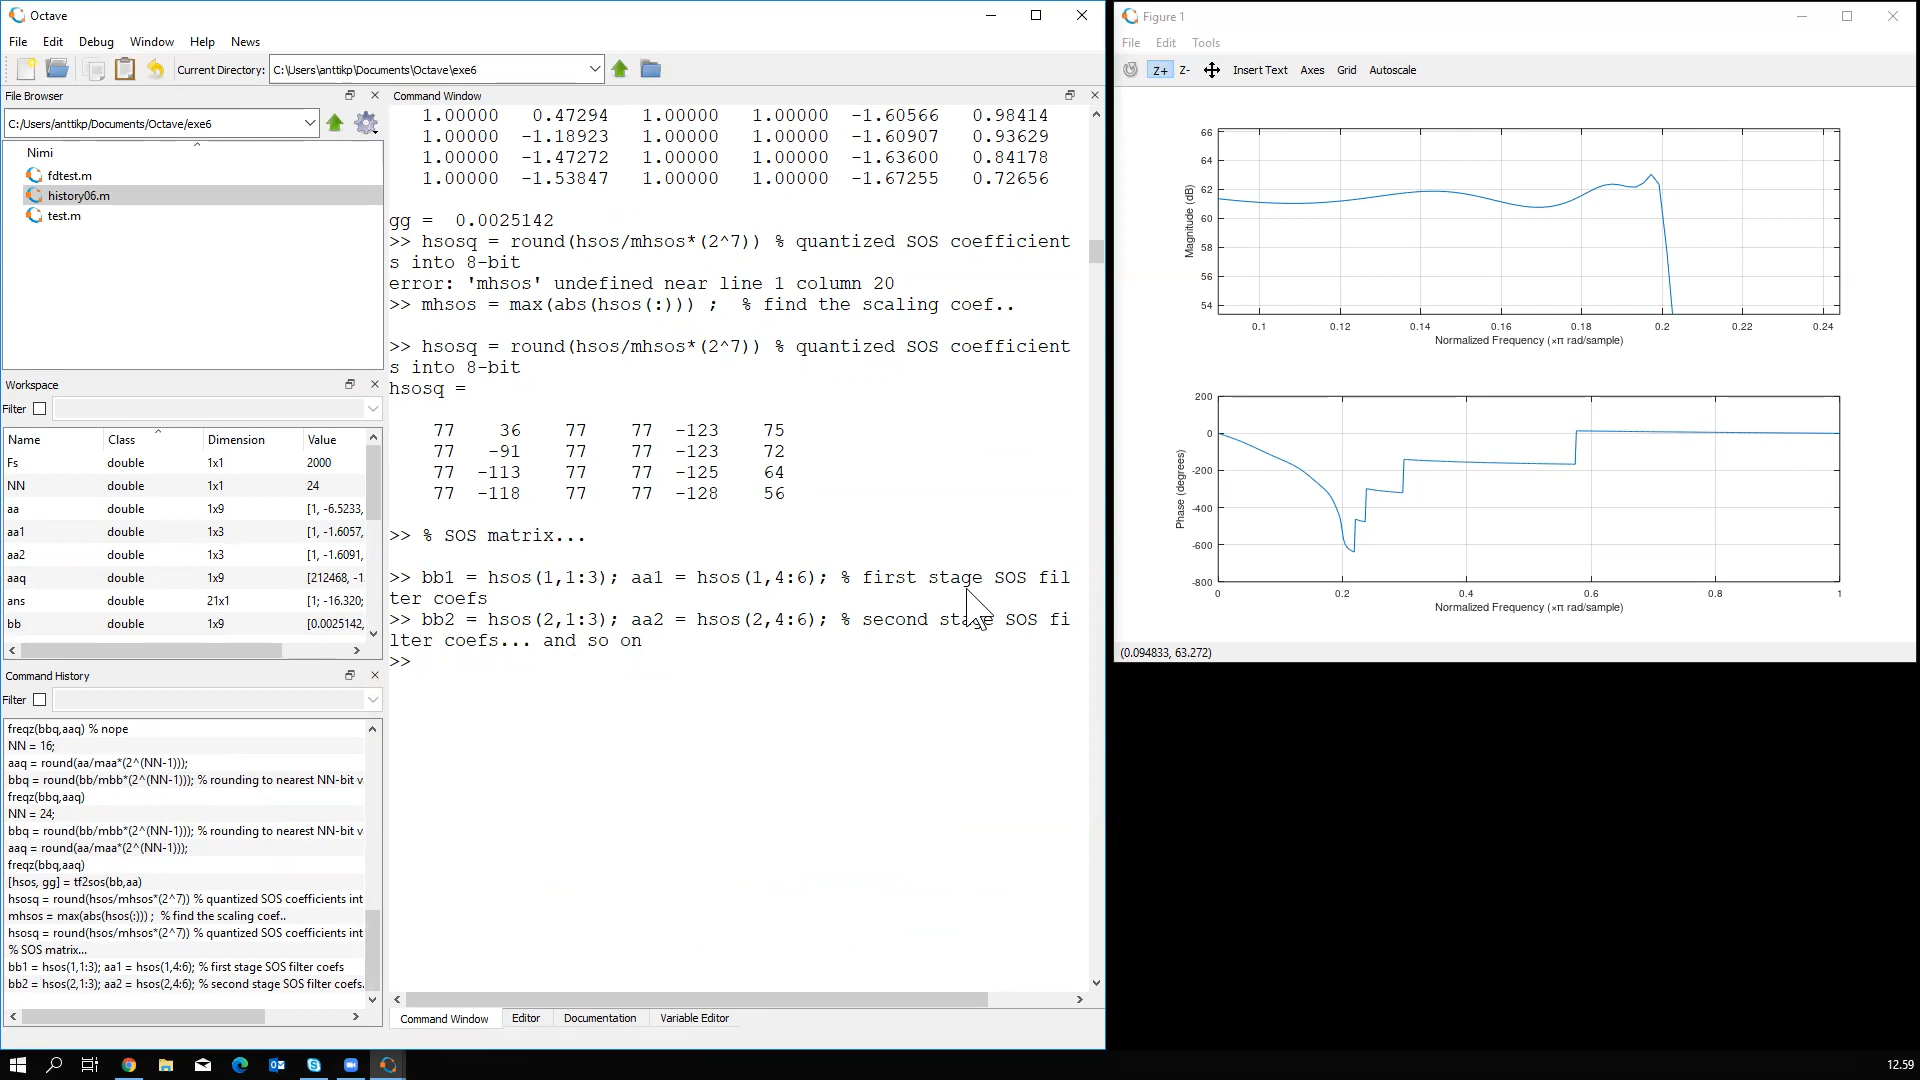 Octave
File Edit Debug Window Help News
Current Directory: C:\Users\anttikp\Documents\Octave\exe6
File Browser
C:/Users/anttikp/Documents/Octave/exe6
Nimi
fdtest.m
history06.m
test.m
Workspace
Filter
Name Class Dimension Value
Fs double 1x1 2000
NN double 1x1 24
aa double 1x9 [1, -6.5233,
aa1 double 1x3 [1, -1.6057,
aa2 double 1x3 [1, -1.6091,
aaq double 1x9 [212468, -1
ans double 21x1 [1; -16.320;
bb double 1x9 [0.0025142,
Command History
Filter
freqz(bbq,aaq) % nope
NN = 16;
aaq = round(aa/maa*(2^(NN-1)));
bbq = round(bb/mbb*(2^(NN-1))); % rounding to nearest NN-bit v
freqz(bbq,aaq)
NN = 24;
bbq = round(bb/mbb*(2^(NN-1))); % rounding to nearest NN-bit v
aaq = round(aa/maa*(2^(NN-1)));
freqz(bbq,aaq)
[hsos, gg] = tf2sos(bb,aa)
hsosq = round(hsos/mhsos*(2^7)) % quantized SOS coefficients int
mhsos = max(abs(hsos(:))) ; % find the scaling coef..
hsosq = round(hsos/mhsos*(2^7)) % quantized SOS coefficients int
% SOS matrix...
bb1 = hsos(1,1:3); aa1 = hsos(1,4:6); % first stage SOS filter coefs
bb2 = hsos(2,1:3); aa2 = hsos(2,4:6); % second stage SOS filter coefs.
Command Window
1.00000 0.47294 1.00000 1.00000 -1.60566 0.98414
1.00000 -1.18923 1.00000 1.00000 -1.60907 0.93629
1.00000 -1.47272 1.00000 1.00000 -1.63600 0.84178
1.00000 -1.53847 1.00000 1.00000 -1.67255 0.72656
gg = 0.0025142
>> hsosq = round(hsos/mhsos*(2^7)) % quantized SOS coefficient
s into 8-bit
error: 'mhsos' undefined near line 1 column 20
>> mhsos = max(abs(hsos(:))) ; % find the scaling coef..
>> hsosq = round(hsos/mhsos*(2^7)) % quantized SOS coefficient
s into 8-bit
hsosq =
77 36 77 77 -123 75
77 -91 77 77 -123 72
77 -113 77 77 -125 64
77 -118 77 77 -128 56
>> % SOS matrix...
>> bb1 = hsos(1,1:3); aa1 = hsos(1,4:6); % first stage SOS fil
ter coefs
>> bb2 = hsos(2,1:3); aa2 = hsos(2,4:6); % second stage SOS fi
lter coefs... and so on
>>
Command Window Editor Documentation Variable Editor
Figure 1
File Edit Tools
Z+ Z- Insert Text Axes Grid Autoscale
66
64
62
60
58
56
54
Magnitude (dB)
0.1 0.12 0.14 0.16 0.18 0.2 0.22 0.24
Normalized Frequency (×π rad/sample)
200
0
-200
-400
-600
-800
Phase (degrees)
0 0.2 0.4 0.6 0.8 1
Normalized Frequency (×π rad/sample)
(0.094833, 63.272)
12.59